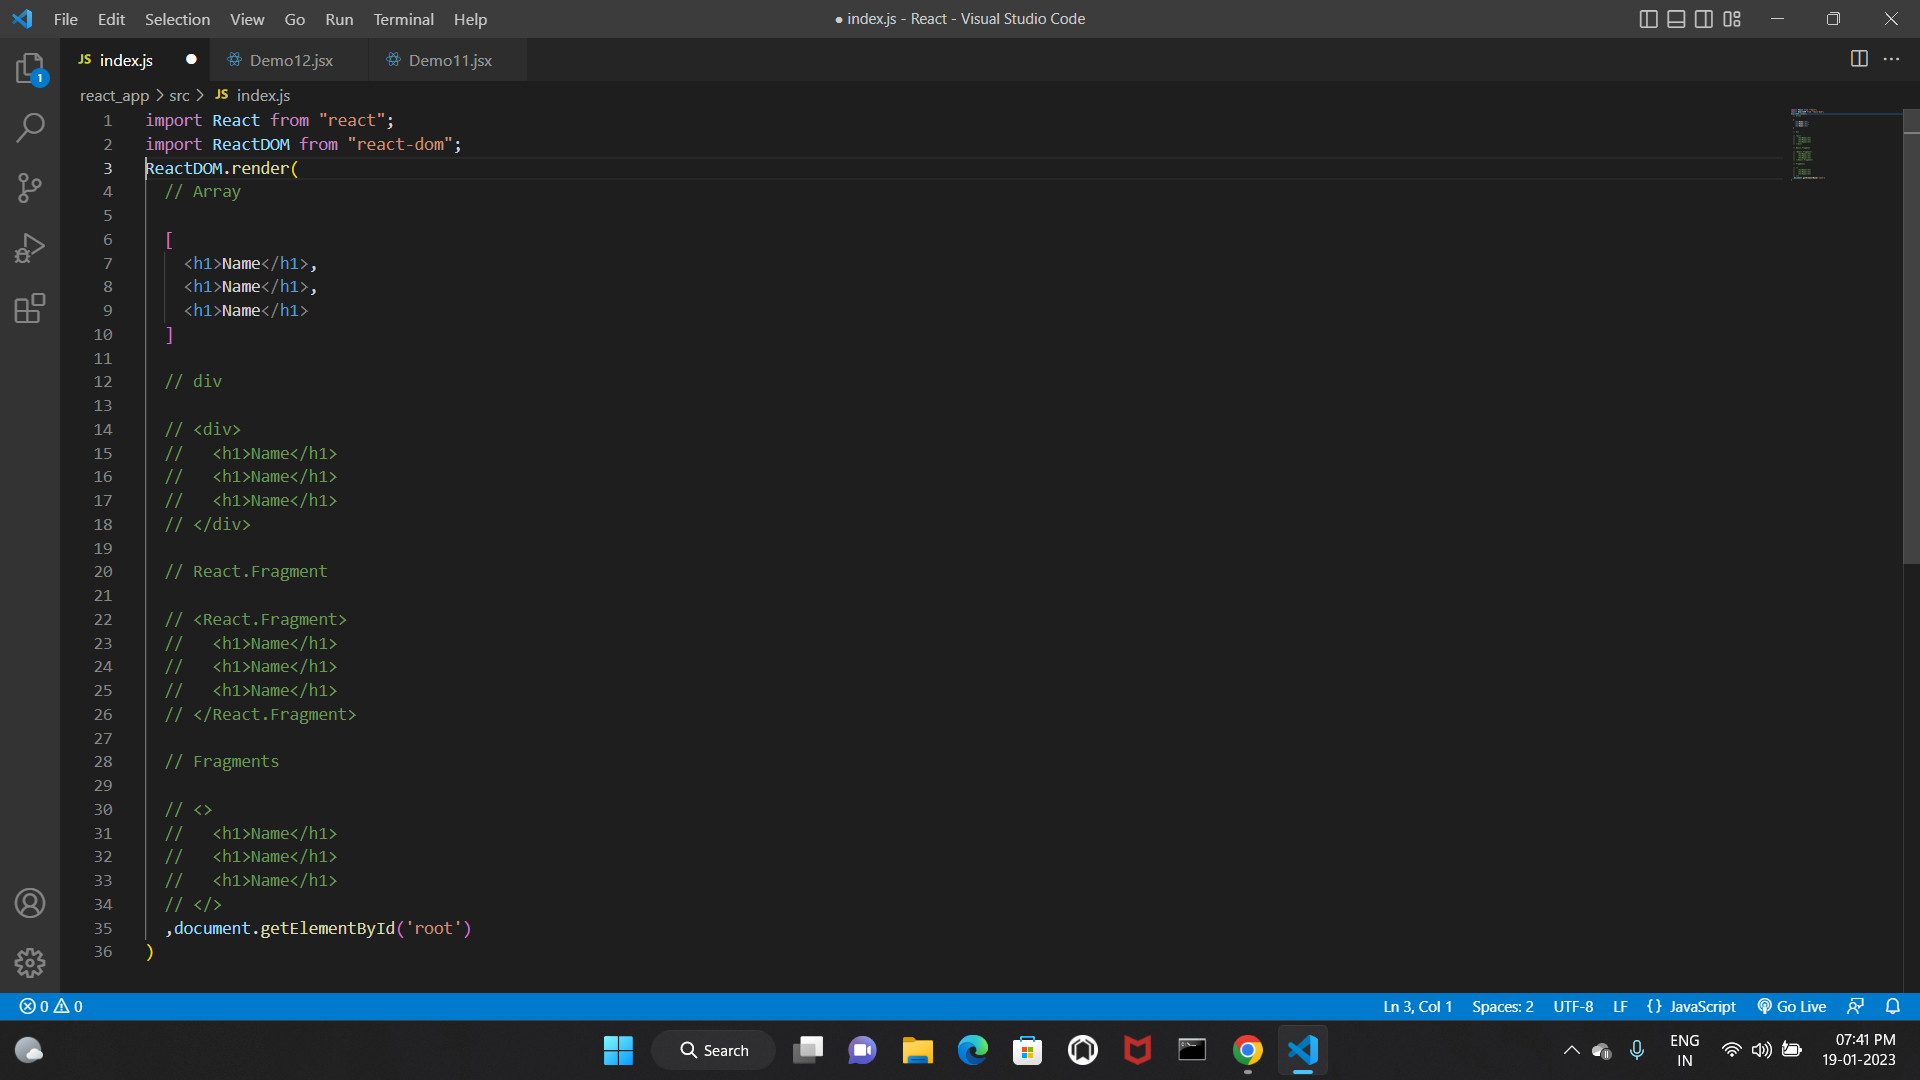 File Edit Selection View Go Run Terminal Help
● index.js - React - Visual Studio Code
1
JS index.js ● Demo12.jsx Demo11.jsx
react_app > src > JS index.js
1 import React from "react";
2 import ReactDOM from "react-dom";
3 ReactDOM.render(
4 // Array
5
6 [
7 <h1>Name</h1>,
8 <h1>Name</h1>,
9 <h1>Name</h1>
10 ]
11
12 // div
13
14 // <div>
15 //   <h1>Name</h1>
16 //   <h1>Name</h1>
17 //   <h1>Name</h1>
18 // </div>
19
20 // React.Fragment
21
22 // <React.Fragment>
23 //   <h1>Name</h1>
24 //   <h1>Name</h1>
25 //   <h1>Name</h1>
26 // </React.Fragment>
27
28 // Fragments
29
30 // <>
31 //   <h1>Name</h1>
32 //   <h1>Name</h1>
33 //   <h1>Name</h1>
34 // </>
35 ,document.getElementById('root')
36 )
0 0 Ln 3, Col 1 Spaces: 2 UTF-8 LF {} JavaScript Go Live
Search
ENG
IN
07:41 PM
19-01-2023